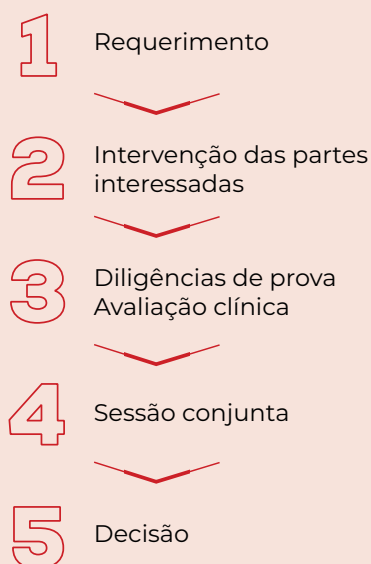 1
Requerimento
2
Intervenção das partes
interessadas
3
Diligências de prova
Avaliação clínica
4
Sessão conjunta
5
Decisão